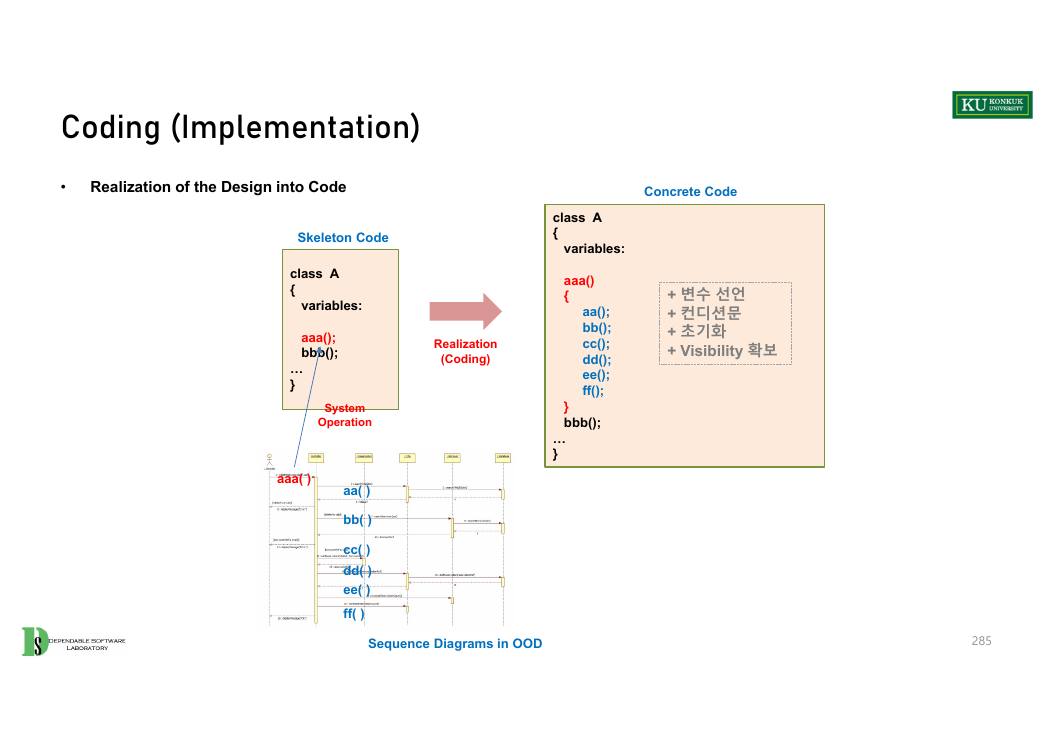 KU KONKUK
UNIVERSITY
Coding (Implementation)
• Realization of the Design into Code
Skeleton Code
class A
{
variables:
aaa();
bbb();
...
}
System
Operation
Realization
(Coding)
Concrete Code
class A
{
variables:
aaa()
{
aa();
bb();
cc();
dd();
ee();
ff();
}
bbb();
...
}
+ 변수 선언
+ 컨디션문
+ 초기화
+ Visibility 확보
aaa( )
aa( )
bb( )
cc( )
dd( )
ee( )
ff( )
Sequence Diagrams in OOD
DS
DEPENDABLE SOFTWARE
LABORATORY
285